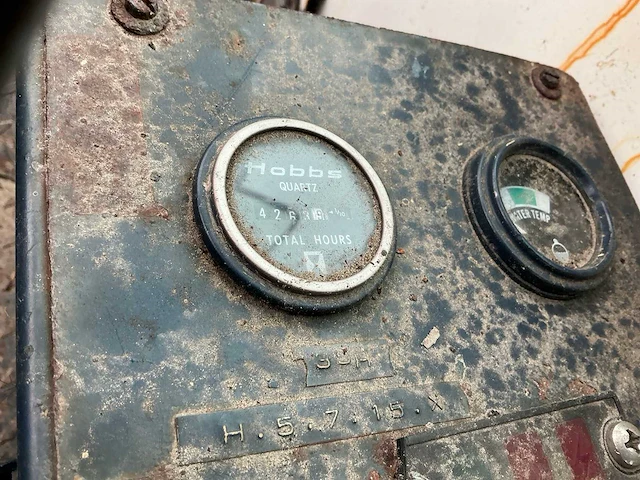 Hobbs
QUARTZ
TOTAL HOURS
WATER TEMP
H.5.7.15.X